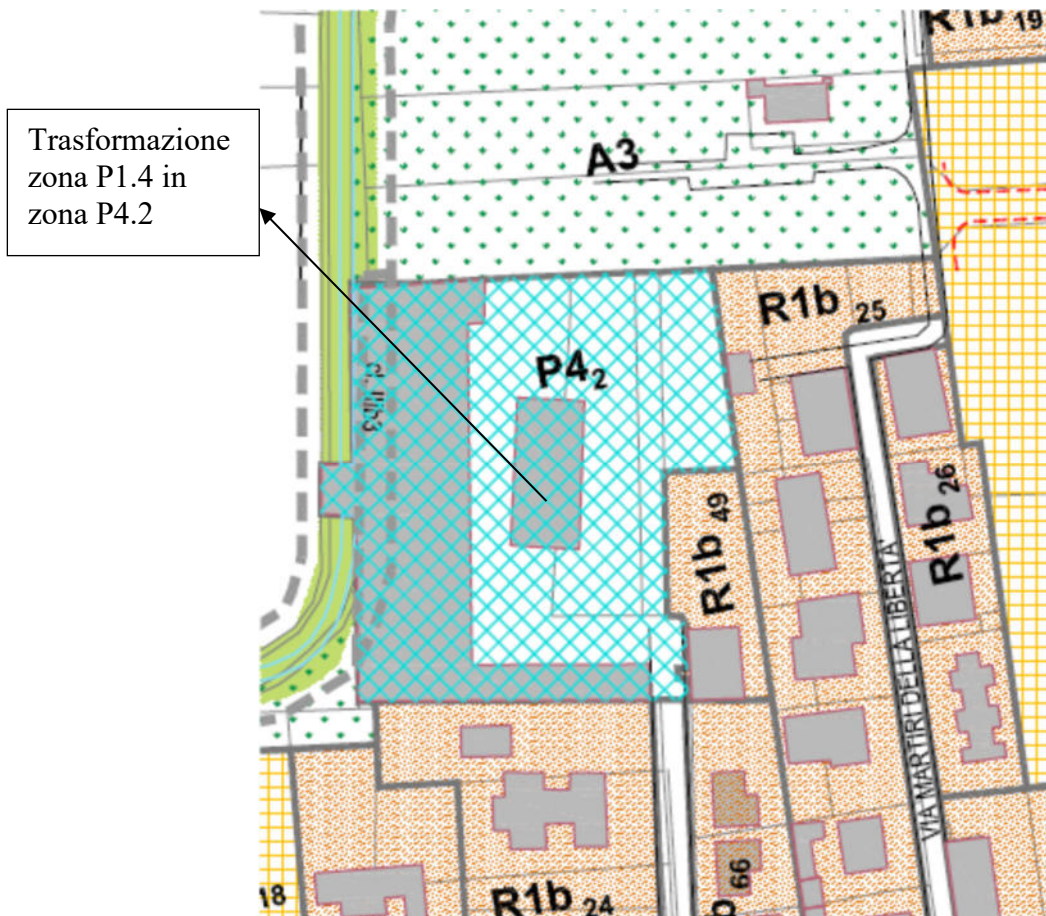 R1b 19
Trasformazione
zona P1.4 in
zona P4.2
A3
R1b 25
P4 2
R1b 49
R1b 26
VIA MARTIRI DELLA LIBERTA'
66
18
R1b 24